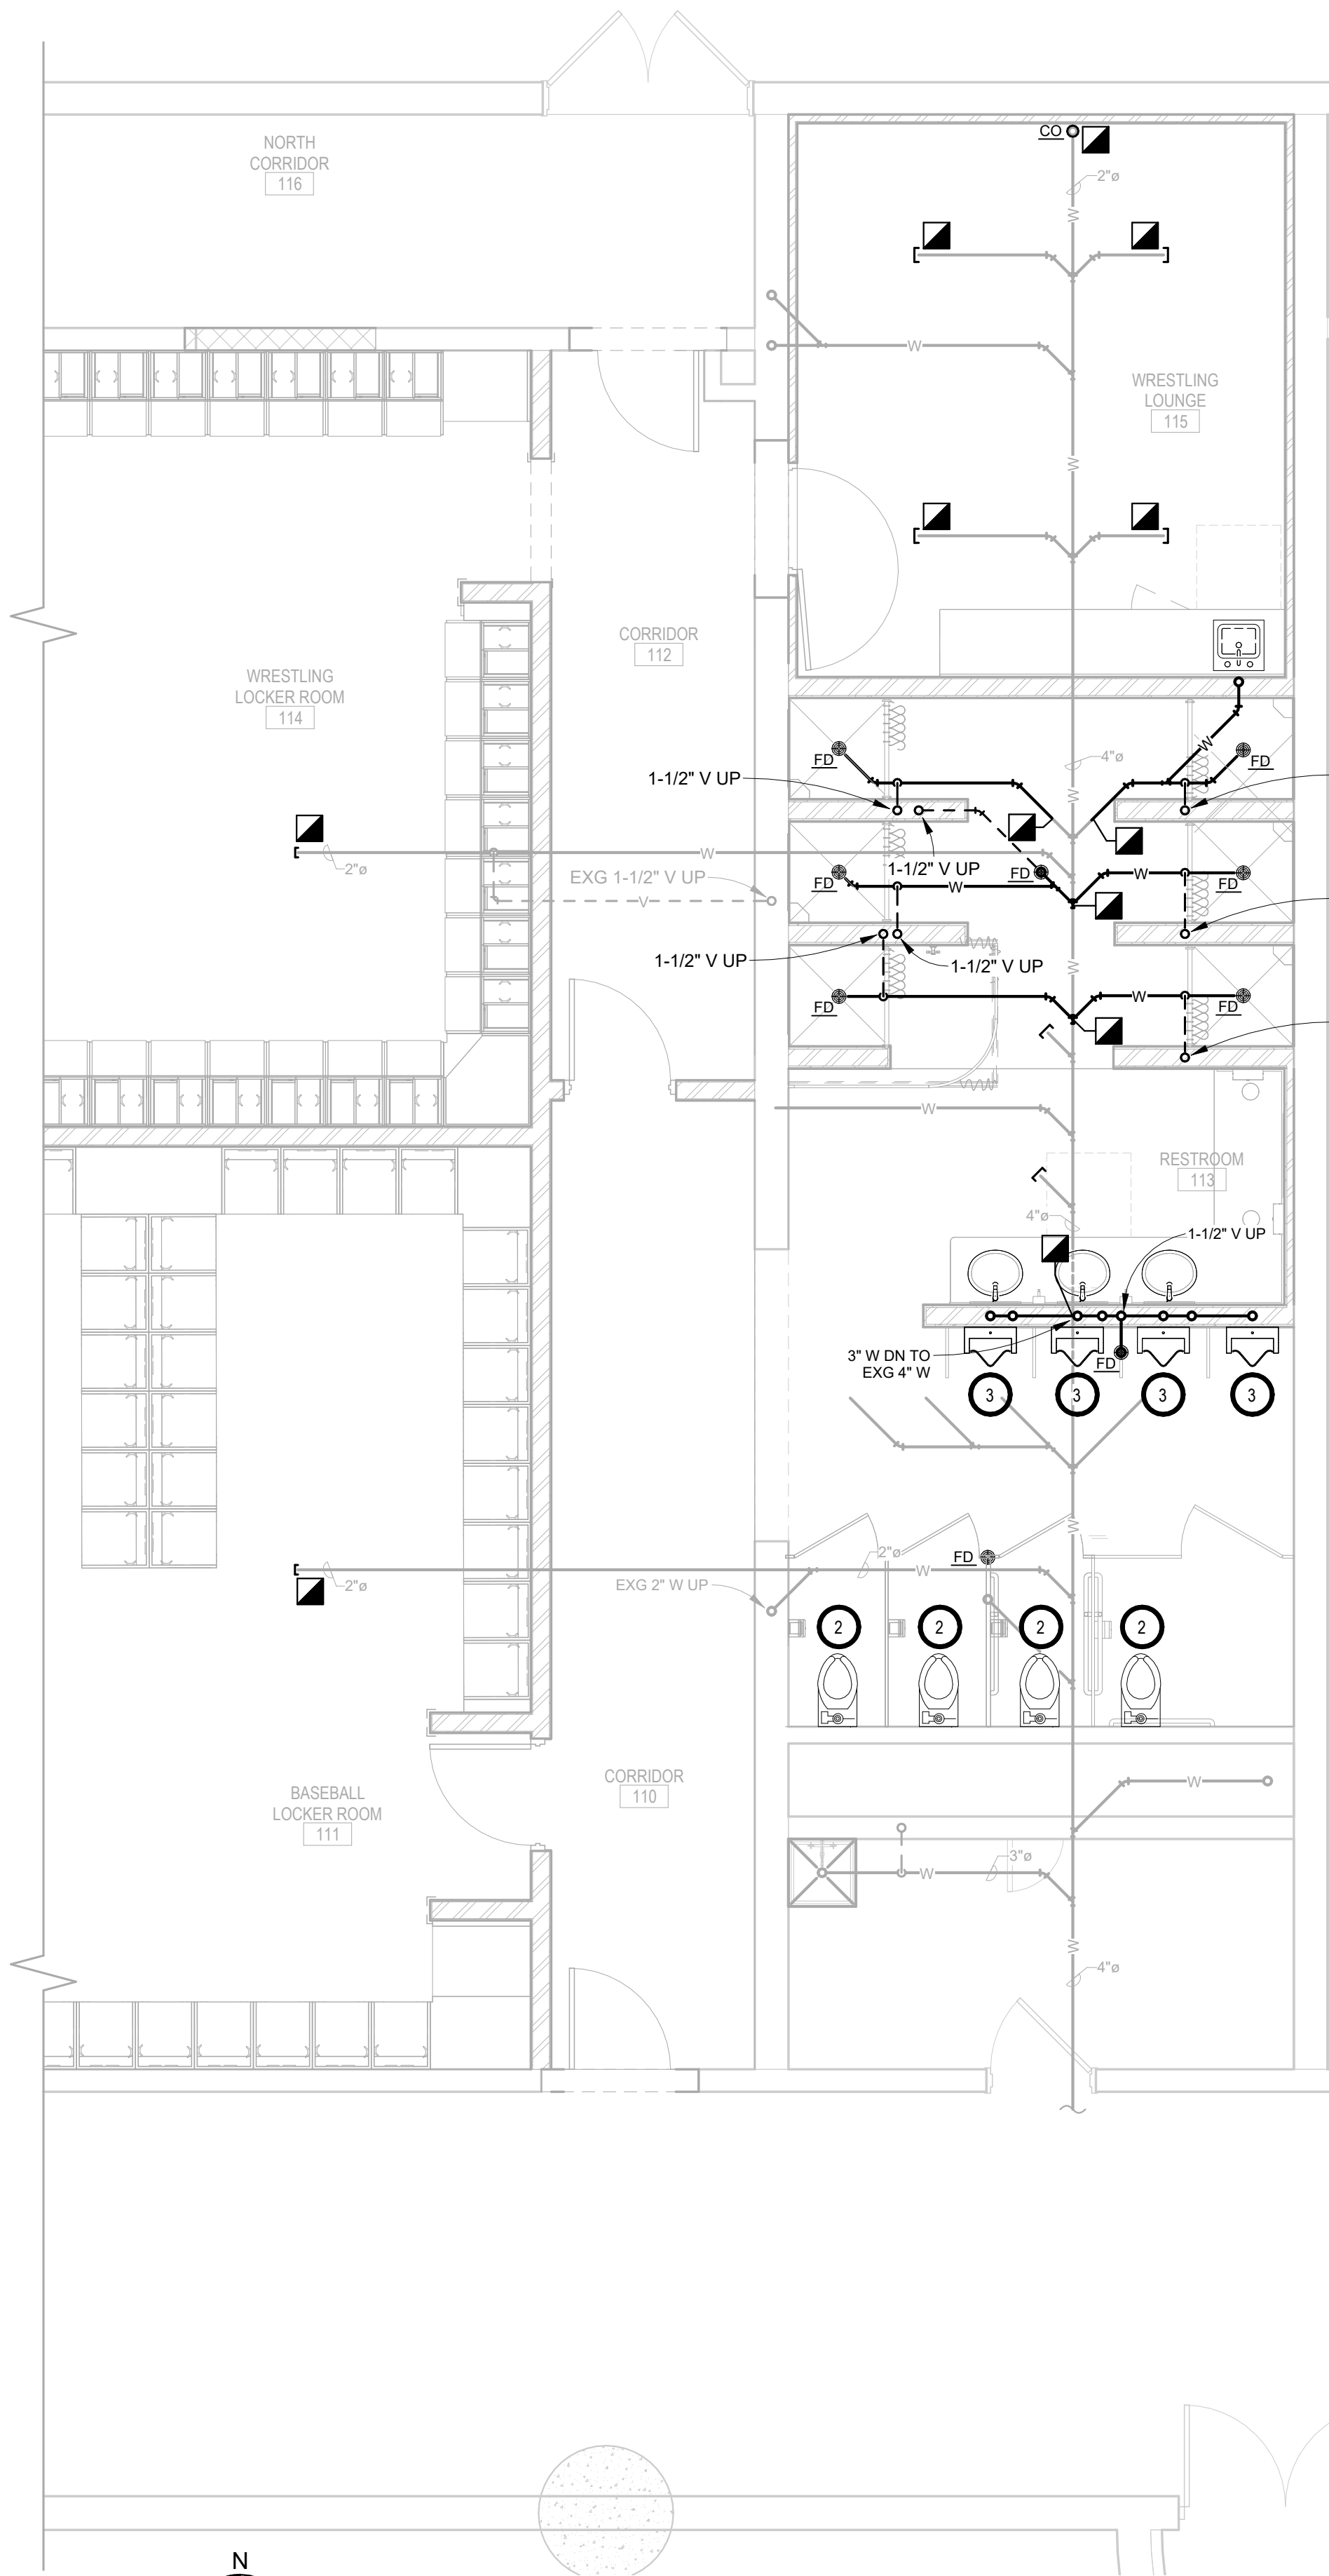 CO
2"ø
W
NORTH
CORRIDOR
116
W
WRESTLING
LOUNGE
115
W
CORRIDOR
112
WRESTLING
LOCKER ROOM
114
W
FD
FD
4"ø
1-1/2" V UP
W
W
1-1/2" V UP
2"ø
EXG 1-1/2" V UP
FD
FD
W
W
FD
V
1-1/2" V UP
1-1/2" V UP
W
FD
W
FD
W
RESTROOM
113
4"ø
1-1/2" V UP
3" W DN TO
EXG 4" W
FD
3
3
3
3
W
2"ø
FD
W
2"ø
EXG 2" W UP
2
2
2
2
CORRIDOR
110
W
BASEBALL
LOCKER ROOM
111
3"ø
W
W
4"ø
N